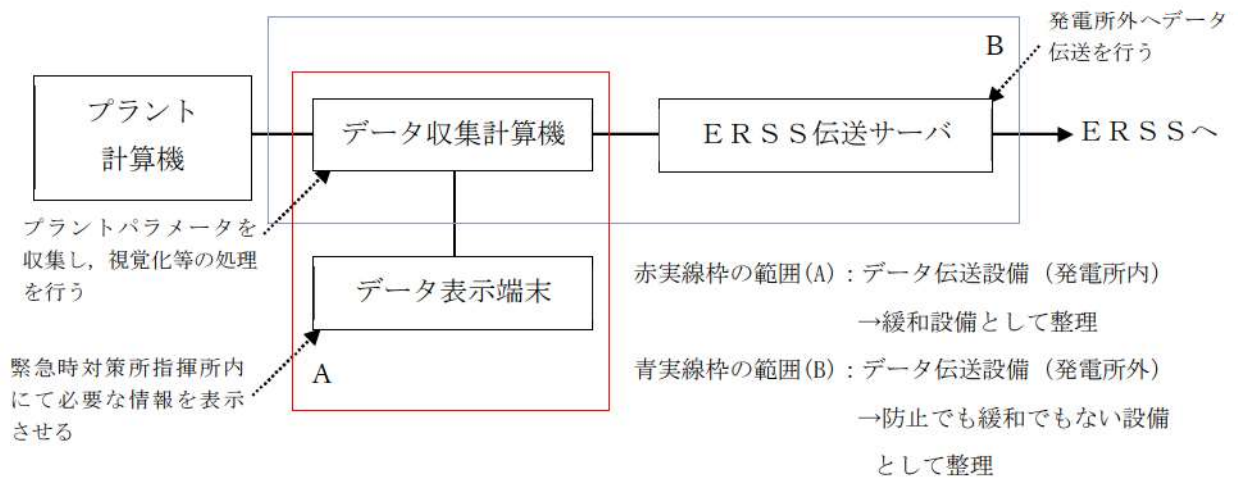 発電所外へデータ
伝送を行う
B
プラント
計算機
データ収集計算機
ERSS伝送サーバ
ERSSへ
プラントパラメータを
収集し，視覚化等の処理
を行う
データ表示端末
緊急時対策所指揮所内
にて必要な情報を表示
させる
A
赤実線枠の範囲(A)：データ伝送設備（発電所内）
→緩和設備として整理
青実線枠の範囲(B)：データ伝送設備（発電所外）
→防止でも緩和でもない設備
として整理